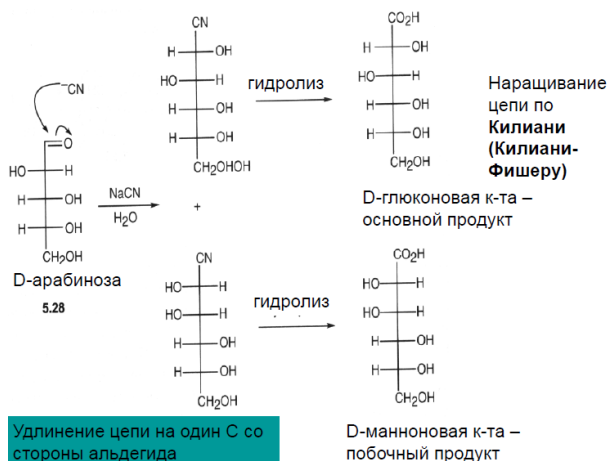 CN
H OH
HO H
H OH
H OH
CH₂OHOH
гидролиз
CO₂H
H OH
HO H
H OH
H OH
CH₂OH
D-глюконовая к-та –
основной продукт
Наращивание
цепи по
Килиани
(Килиани-
Фишеру)
⁻CN
O
HO H
H OH
H OH
CH₂OH
D-арабиноза
5.28
NaCN
H₂O
+
CN
HO H
HO H
H OH
H OH
CH₂OH
гидролиз
CO₂H
HO H
HO H
H OH
H OH
CH₂OH
D-манноновая к-та –
побочный продукт
Удлинение цепи на один С со
стороны альдегида